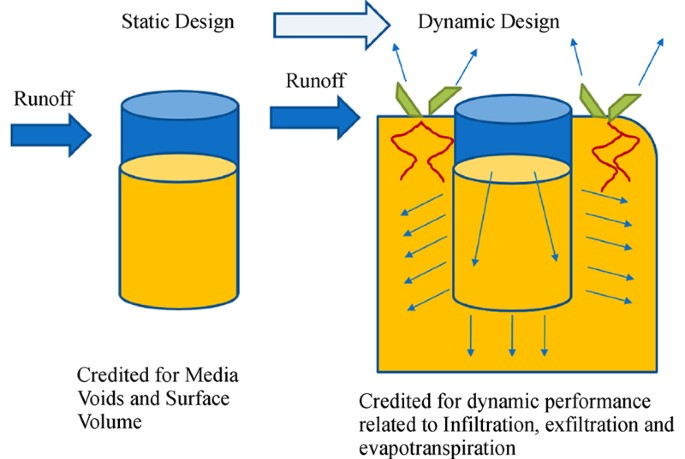 Static Design
Dynamic Design
Runoff
Runoff
Credited for Media
Voids and Surface
Volume
Credited for dynamic performance
related to Infiltration, exfiltration and
evapotranspiration